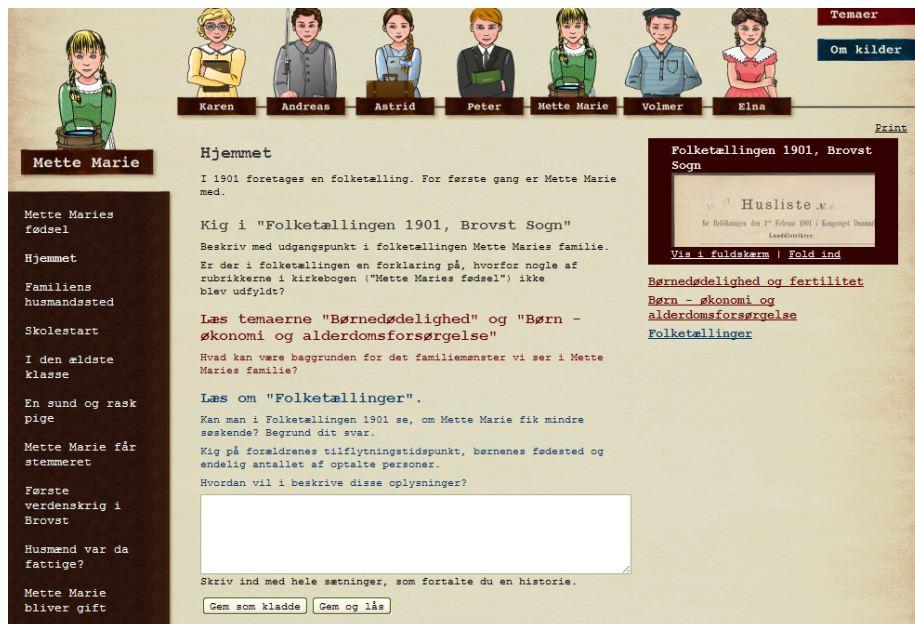 Temaer
Om kilder
Karen
Andreas
Astrid
Peter
Mette Marie
Volmer
Elna
Print
Mette Marie
Mette Maries
fødsel
Hjemmet
Familiens
husmandssted
Skolestart
I den ældste
klasse
En sund og rask
pige
Mette Marie får
stemmeret
Første
verdenskrig i
Brovst
Husmænd var da
fattige?
Mette Marie
bliver gift
Hjemmet
I 1901 foretages en folketælling. For første gang er Mette Marie
med.
Kig i "Folketællingen 1901, Brovst Sogn"
Beskriv med udgangspunkt i folketællingen Mette Maries familie.
Er der i folketællingen en forklaring på, hvorfor nogle af
rubrikkerne i kirkebogen ("Mette Maries fødsel") ikke
blev udfyldt?
Læs temaerne "Børnedødelighed" og "Børn -
økonomi og alderdomsforsørgelse"
Hvad kan være baggrunden for det familiemønster vi ser i Mette
Maries familie?
Læs om "Folketællinger".
Kan man i Folketællingen 1901 se, om Mette Marie fik mindre
søskende? Begrund dit svar.
Kig på forældrenes tilflytningstidspunkt, børnenes fødested og
endelig antallet af optalte personer.
Hvordan vil i beskrive disse oplysninger?
Skriv ind med hele sætninger, som fortalte du en historie.
Gem som kladde
Gem og lås
Folketællingen 1901, Brovst
Sogn
Husliste
for Befolkningen den 1ste Februar 1901 i Kongeriget Danmark
Landdistrikter.
Vis i fuldskærm | Fold ind
Børnedødelighed og fertilitet
Børn - økonomi og
alderdomsforsørgelse
Folketællinger